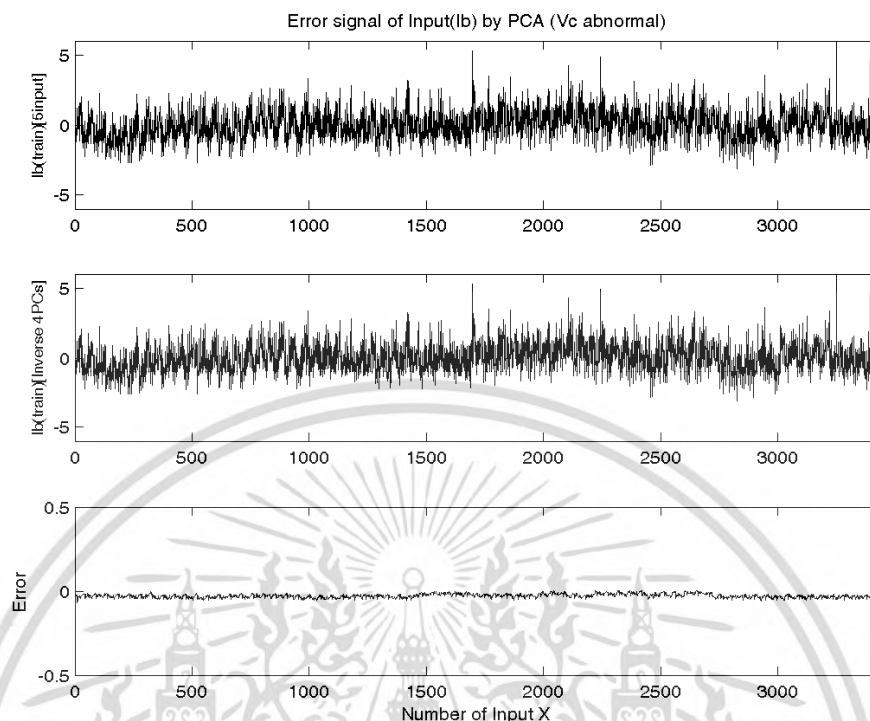 Error signal of Input(Ib) by PCA (Vc abnormal)
Ib(train)[5input]
5
0
-5
0 500 1000 1500 2000 2500 3000
Ib(train)[Inverse 4PCs]
5
0
-5
0 500 1000 1500 2000 2500 3000
Error
0.5
0
-0.5
0 500 1000 1500 2000 2500 3000
Number of Input X